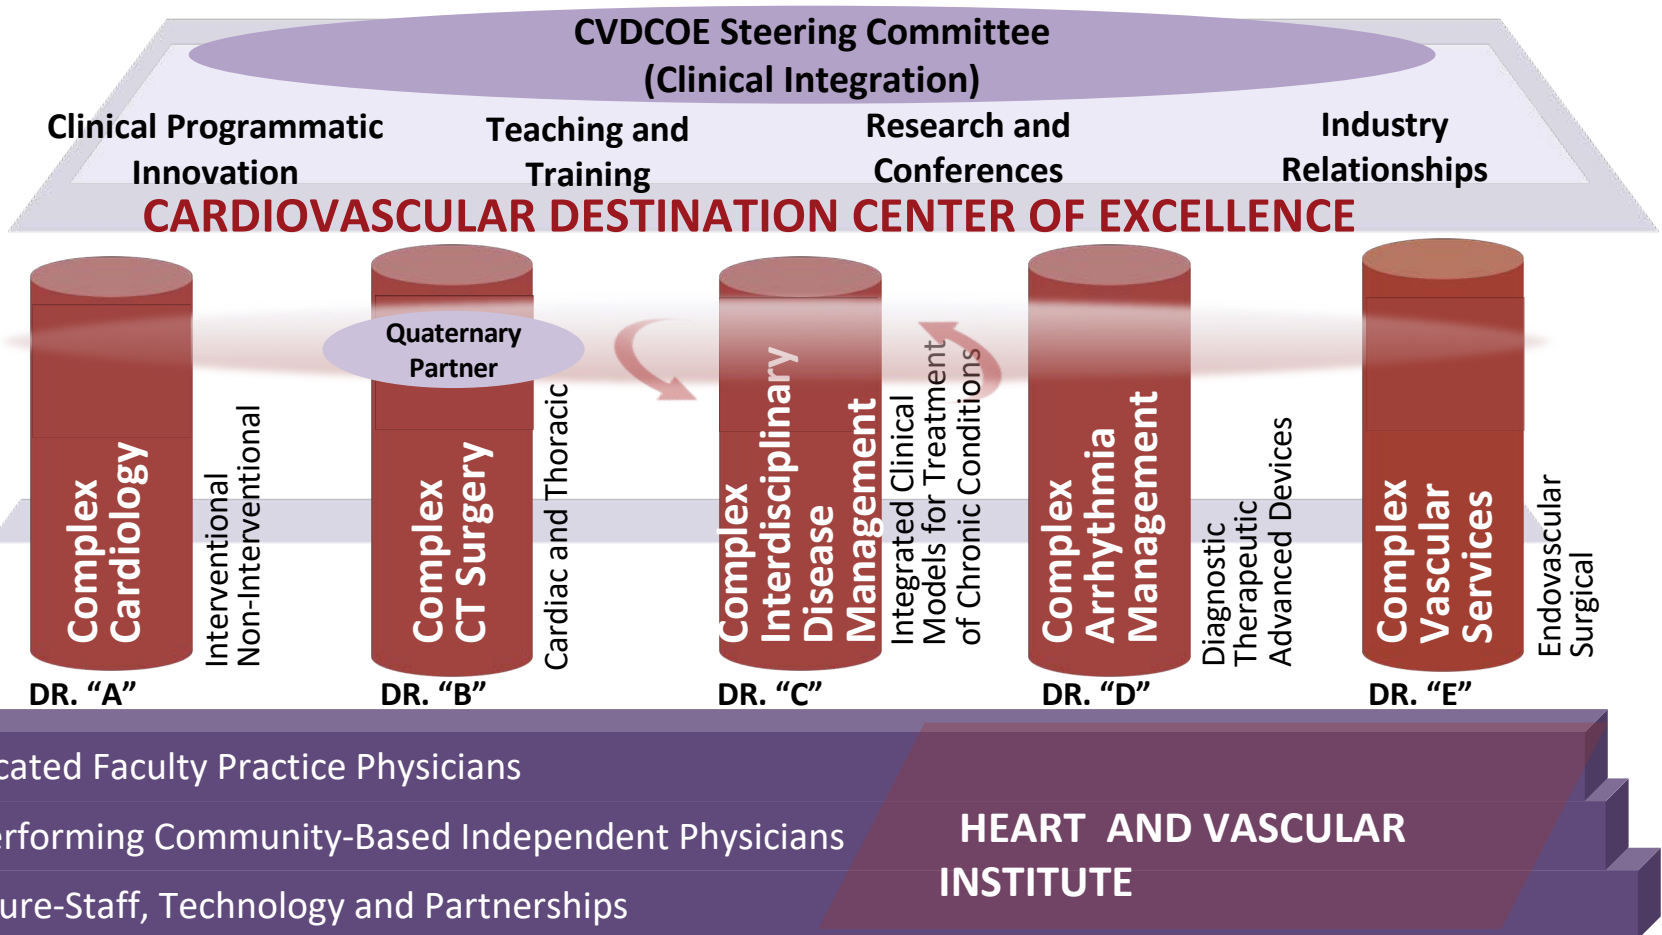 CVDCOE Steering Committee
(Clinical Integration)
Clinical Programmatic
Innovation
Teaching and
Training
Research and
Conferences
Industry
Relationships
CARDIOVASCULAR DESTINATION CENTER OF EXCELLENCE
Quaternary
Partner
Complex
Cardiology
Interventional
Non-Interventional
Complex
CT Surgery
Cardiac and Thoracic
Complex
Interdisciplinary
Disease
Management
Integrated Clinical
Models for Treatment
of Chronic Conditions
Complex
Arrhythmia
Management
Diagnostic
Therapeutic
Advanced Devices
Complex
Vascular
Services
Endovascular
Surgical
DR. “A”
DR. “B”
DR. “C”
DR. “D”
DR. “E”
cated Faculty Practice Physicians
erforming Community-Based Independent Physicians
ure-Staff, Technology and Partnerships
HEART AND VASCULAR
INSTITUTE